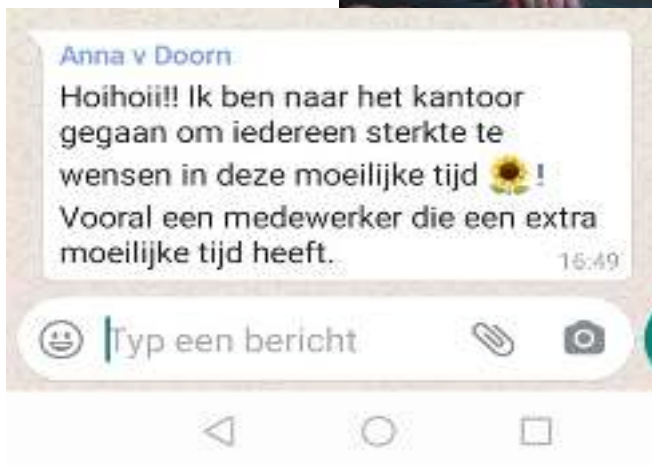 Anna v Doorn
Hoihoii!! Ik ben naar het kantoor
gegaan om iedereen sterkte te
wensen in deze moeilijke tijd 🌻!
Vooral een medewerker die een extra
moeilijke tijd heeft.
16:49
Typ een bericht